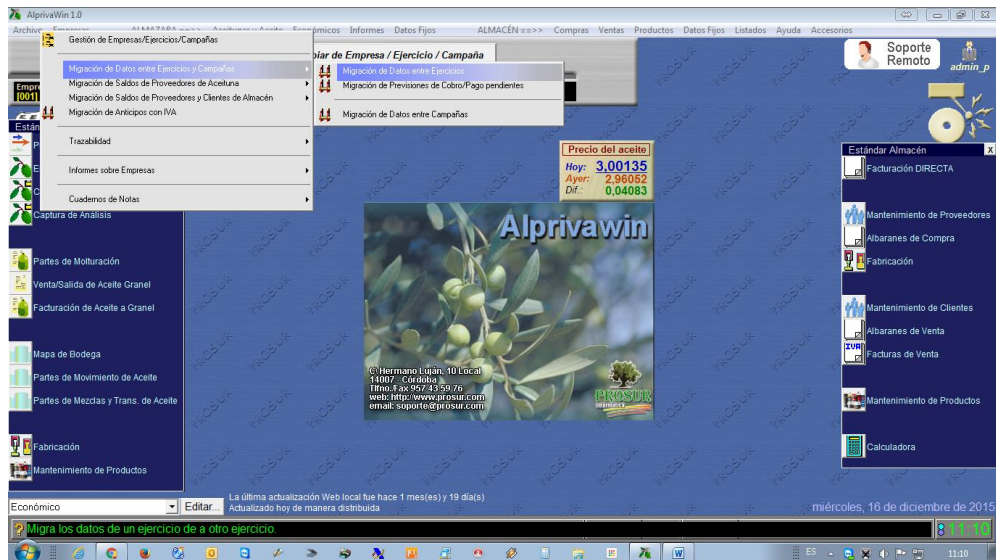 AlprivaWin 1.0
Archivo Empresas ALMAZARA ==>> Aceitunas y Aceite Económicos Informes Datos Fijos ALMACÉN ==>> Compras Ventas Productos Datos Fijos Listados Ayuda Accesorios
Gestión de Empresas/Ejercicios/Campañas
Migración de Datos entre Ejercicios y Campañas
Migración de Saldos de Proveedores de Aceituna
Migración de Saldos de Proveedores y Clientes de Almacén
Migración de Anticipos con IVA
Trazabilidad
Informes sobre Empresas
Cuadernos de Notas
biar de Empresa / Ejercicio / Campaña
Migración de Datos entre Ejercicios
Migración de Previsiones de Cobro/Pago pendientes
Migración de Datos entre Campañas
Soporte
Remoto
admin_p
Empre
[001]
Están
P
E
C
Captura de Análisis
Partes de Molturación
Venta/Salida de Aceite Granel
Facturación de Aceite a Granel
Mapa de Bodega
Partes de Movimiento de Aceite
Partes de Mezclas y Trans. de Aceite
Fabricación
Mantenimiento de Productos
Precio del aceite
Hoy: 3,00135
Ayer: 2,96052
Dif.: 0,04083
Alprivawin
C\ Hermano Luján, 10 Local
14007 - Córdoba
Tlfno. Fax 957 43 59 76
web: http://www.prosur.com
email: soporte@prosur.com
PROSUR
informática
Estándar Almacén X
Facturación DIRECTA
Mantenimiento de Proveedores
Albaranes de Compra
Fabricación
Mantenimiento de Clientes
Albaranes de Venta
IVA
Facturas de Venta
Mantenimiento de Productos
Calculadora
Económico
Editar...
La última actualización Web local fue hace 1 mes(es) y 19 día(s)
Actualizado hoy de manera distribuida
miércoles, 16 de diciembre de 2015
Migra los datos de un ejercicio de a otro ejercicio.
11:10
ES
11:10